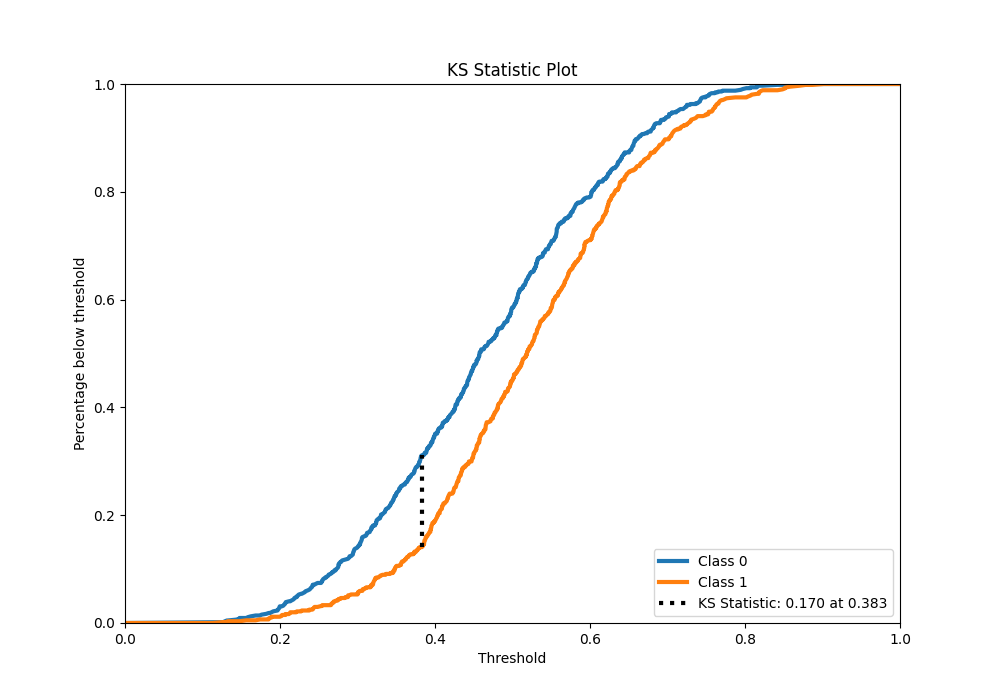 KS Statistic Plot
1.0
0.8
0.6
0.4
0.2
0.0
Percentage below threshold
0.0 0.2 0.4 0.6 0.8 1.0
Threshold
Class 0
Class 1
KS Statistic: 0.170 at 0.383